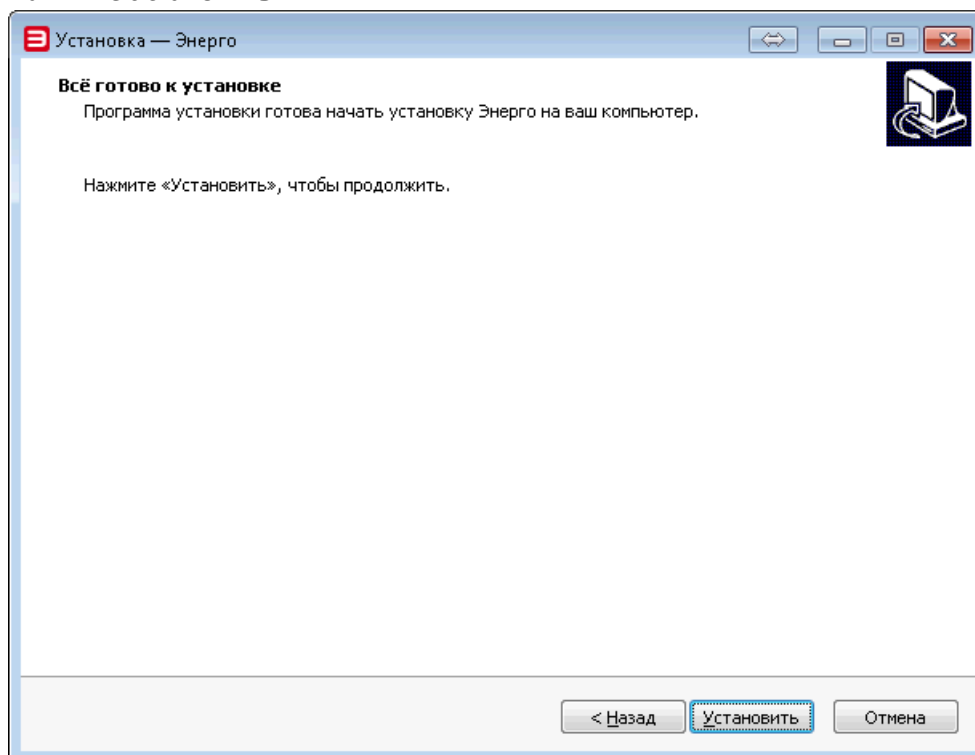 Установка — Энерго
Всё готово к установке
Программа установки готова начать установку Энерго на ваш компьютер.
Нажмите «Установить», чтобы продолжить.
< Назад Установить Отмена